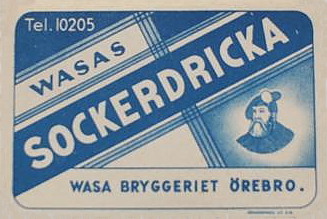 Tel. 10205
WASAS
SOCKERDRICKA
WASA BRYGGERIET ÖREBRO.